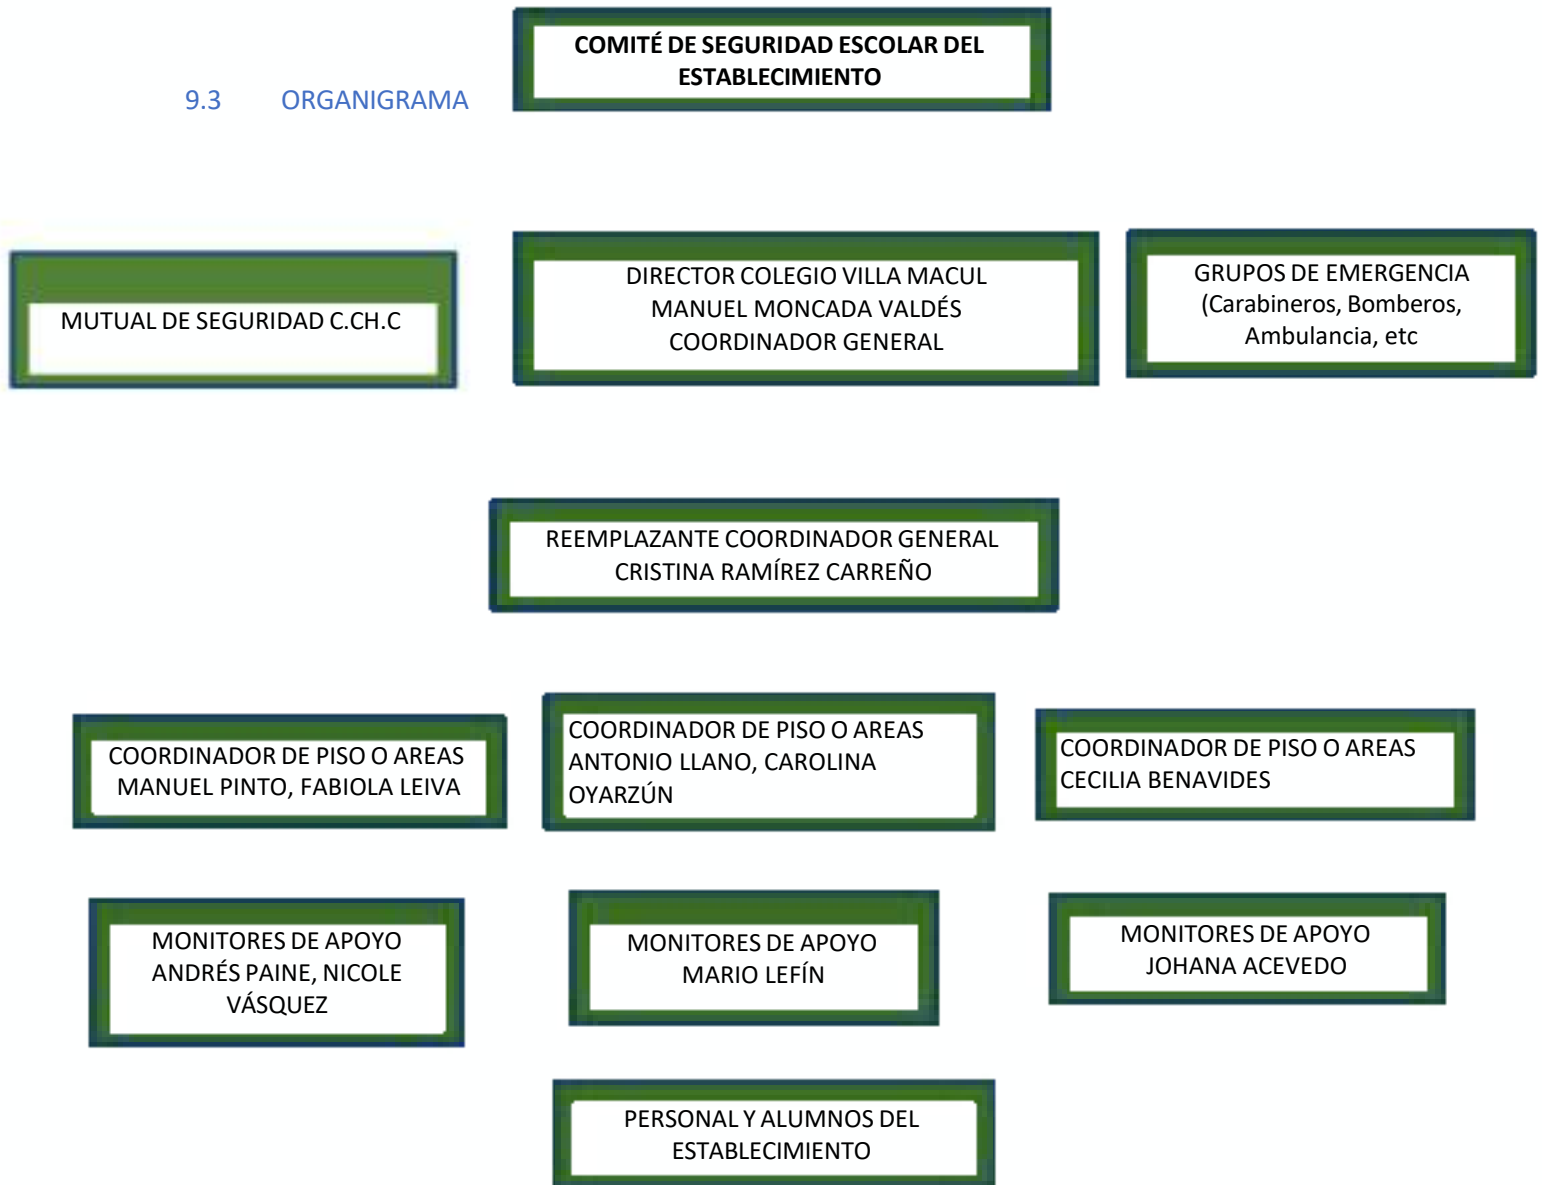 COMITÉ DE SEGURIDAD ESCOLAR DEL
ESTABLECIMIENTO
9.3 ORGANIGRAMA
MUTUAL DE SEGURIDAD C.CH.C
DIRECTOR COLEGIO VILLA MACUL
MANUEL MONCADA VALDÉS
COORDINADOR GENERAL
GRUPOS DE EMERGENCIA
(Carabineros, Bomberos,
Ambulancia, etc
REEMPLAZANTE COORDINADOR GENERAL
CRISTINA RAMÍREZ CARREÑO
COORDINADOR DE PISO O AREAS
MANUEL PINTO, FABIOLA LEIVA
COORDINADOR DE PISO O AREAS
ANTONIO LLANO, CAROLINA
OYARZÚN
COORDINADOR DE PISO O AREAS
CECILIA BENAVIDES
MONITORES DE APOYO
ANDRÉS PAINE, NICOLE
VÁSQUEZ
MONITORES DE APOYO
MARIO LEFÍN
MONITORES DE APOYO
JOHANA ACEVEDO
PERSONAL Y ALUMNOS DEL
ESTABLECIMIENTO